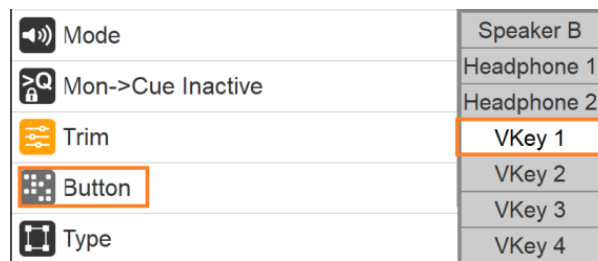 Mode
>Q Mon->Cue Inactive
Trim
Button
Type
Speaker B
Headphone 1
Headphone 2
VKey 1
VKey 2
VKey 3
VKey 4